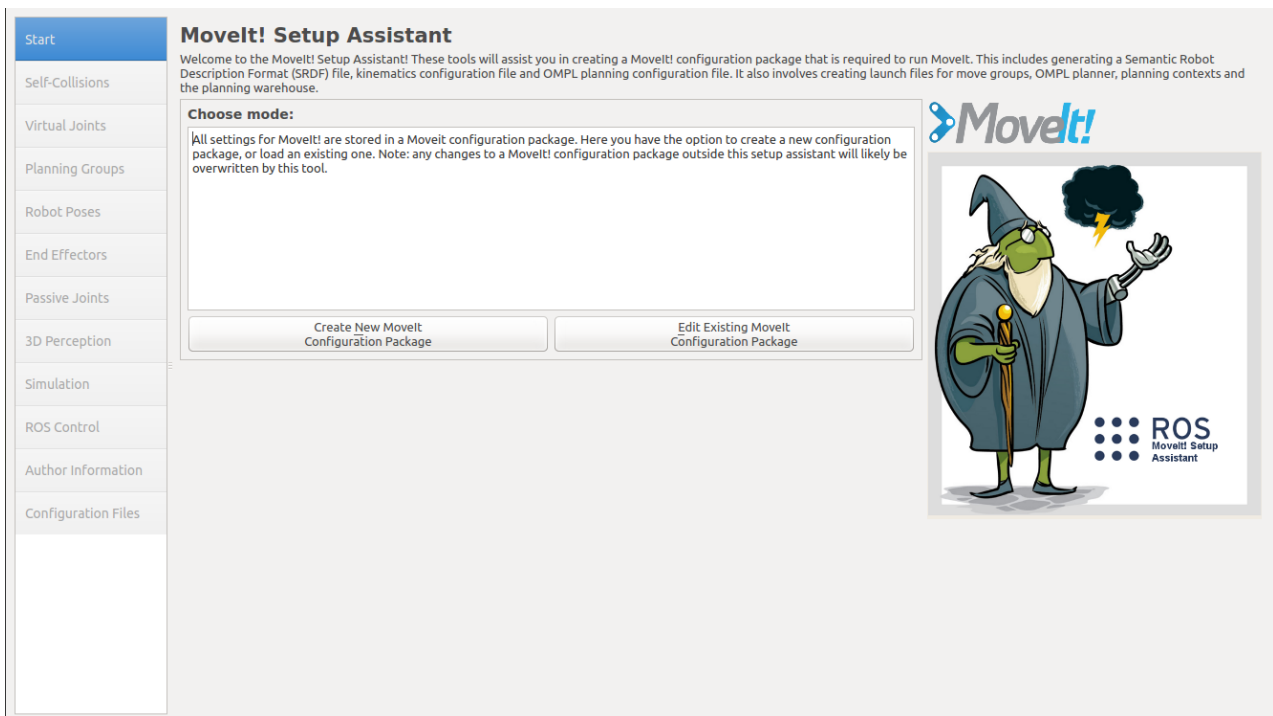 Start
Self-Collisions
Virtual Joints
Planning Groups
Robot Poses
End Effectors
Passive Joints
3D Perception
Simulation
ROS Control
Author Information
Configuration Files
MoveIt! Setup Assistant
Welcome to the MoveIt! Setup Assistant! These tools will assist you in creating a MoveIt! configuration package that is required to run MoveIt. This includes generating a Semantic Robot
Description Format (SRDF) file, kinematics configuration file and OMPL planning configuration file. It also involves creating launch files for move groups, OMPL planner, planning contexts and
the planning warehouse.
Choose mode:
All settings for MoveIt! are stored in a Moveit configuration package. Here you have the option to create a new configuration
package, or load an existing one. Note: any changes to a MoveIt! configuration package outside this setup assistant will likely be
overwritten by this tool.
Create New MoveIt
Configuration Package
Edit Existing MoveIt
Configuration Package
MoveIt!
ROS
MoveIt! Setup
Assistant